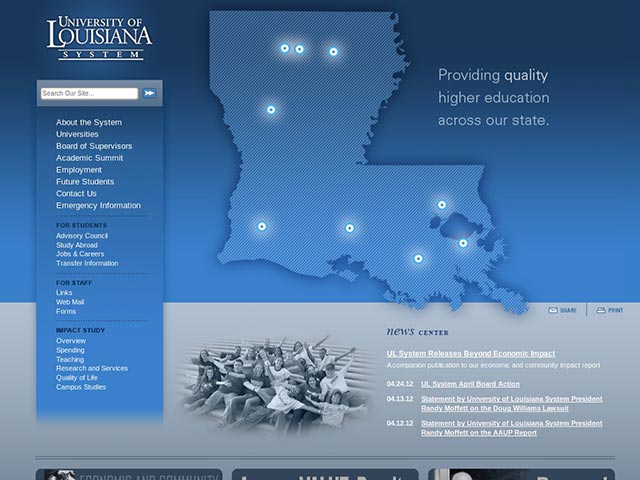 UNIVERSITY OF
LOUISIANA
SYSTEM
Search Our Site...
About the System
Universities
Board of Supervisors
Academic Summit
Employment
Future Students
Contact Us
Emergency Information
FOR STUDENTS
Advisory Council
Study Abroad
Jobs & Careers
Transfer Information
FOR STAFF
Links
Web Mail
Forms
IMPACT STUDY
Overview
Spending
Teaching
Research and Services
Quality of Life
Campus Studies
Providing quality
higher education
across our state.
SHARE
PRINT
news CENTER
UL System Releases Beyond Economic Impact
A companion publication to our economic and community impact report
04.24.12 UL System April Board Action
04.13.12 Statement by University of Louisiana System President
Randy Moffett on the Doug Williams Lawsuit
04.12.12 Statement by University of Louisiana System President
Randy Moffett on the AAUP Report
ECONOMIC AND COMMUNITY